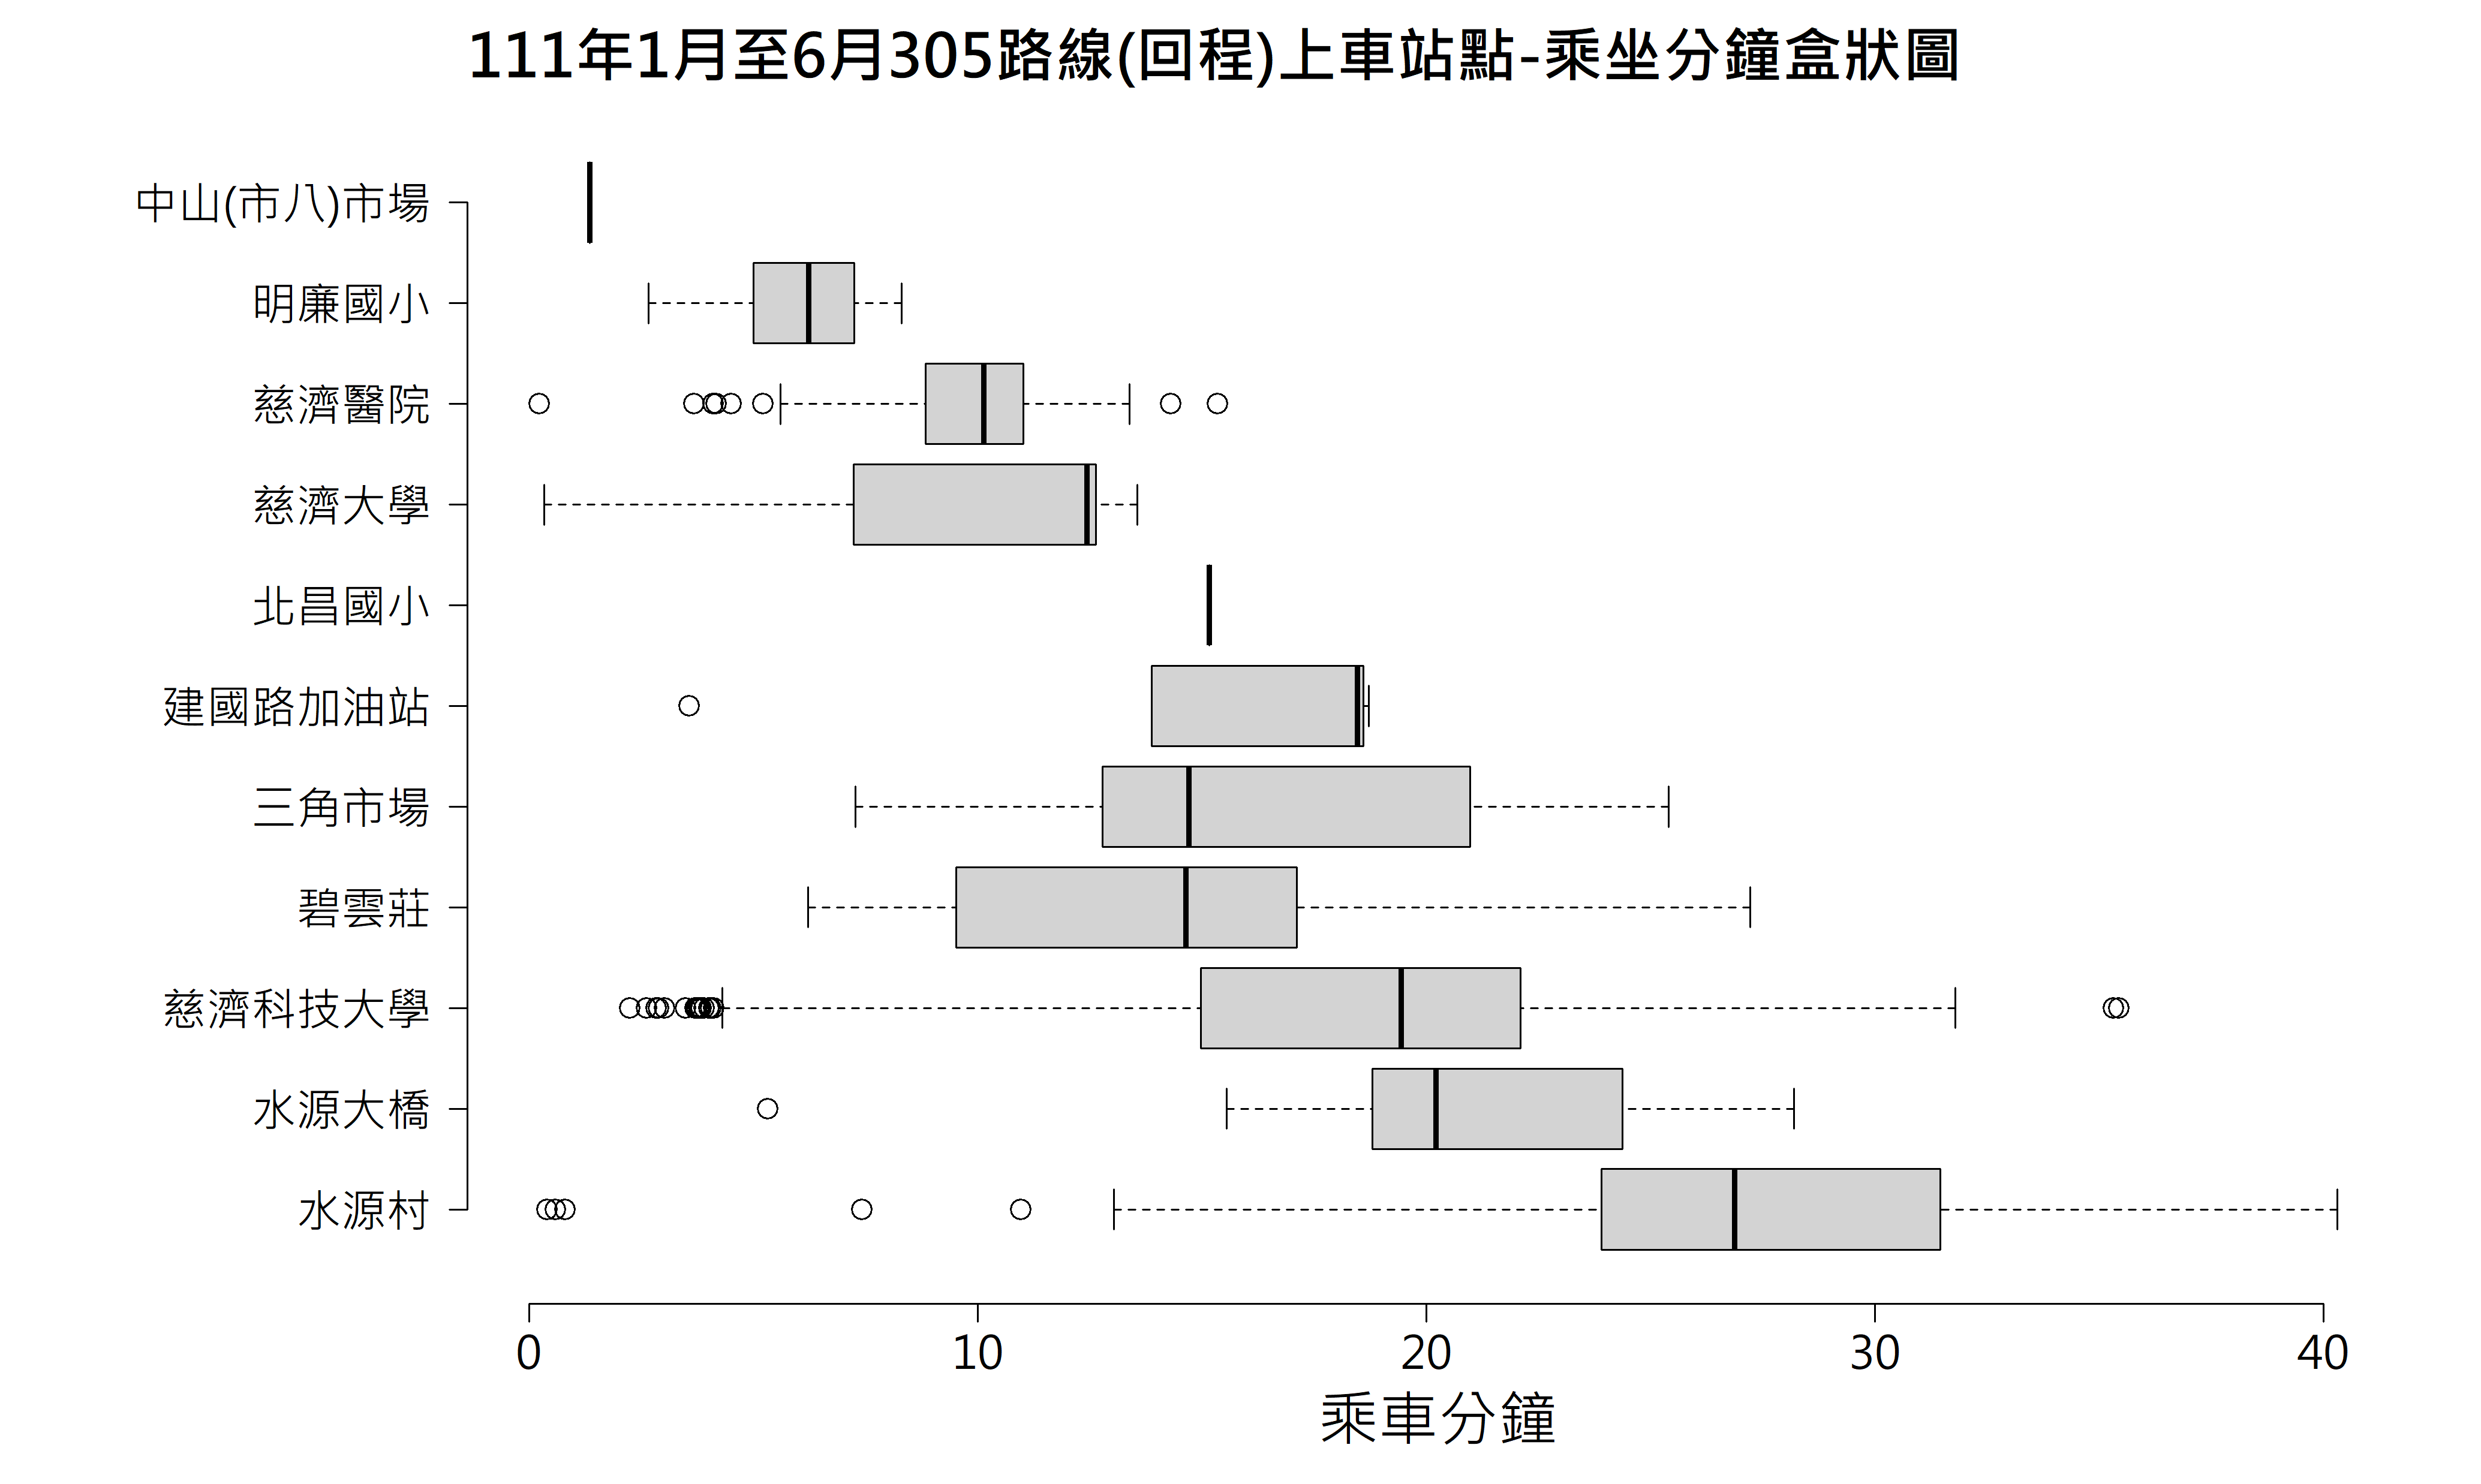 111年1月至6月305路線(回程)上車站點-乘坐分鐘盒狀圖
中山(市八)市場
明廉國小
慈濟醫院
慈濟大學
北昌國小
建國路加油站
三角市場
碧雲莊
慈濟科技大學
水源大橋
水源村
0 10 20 30 40
乘車分鐘